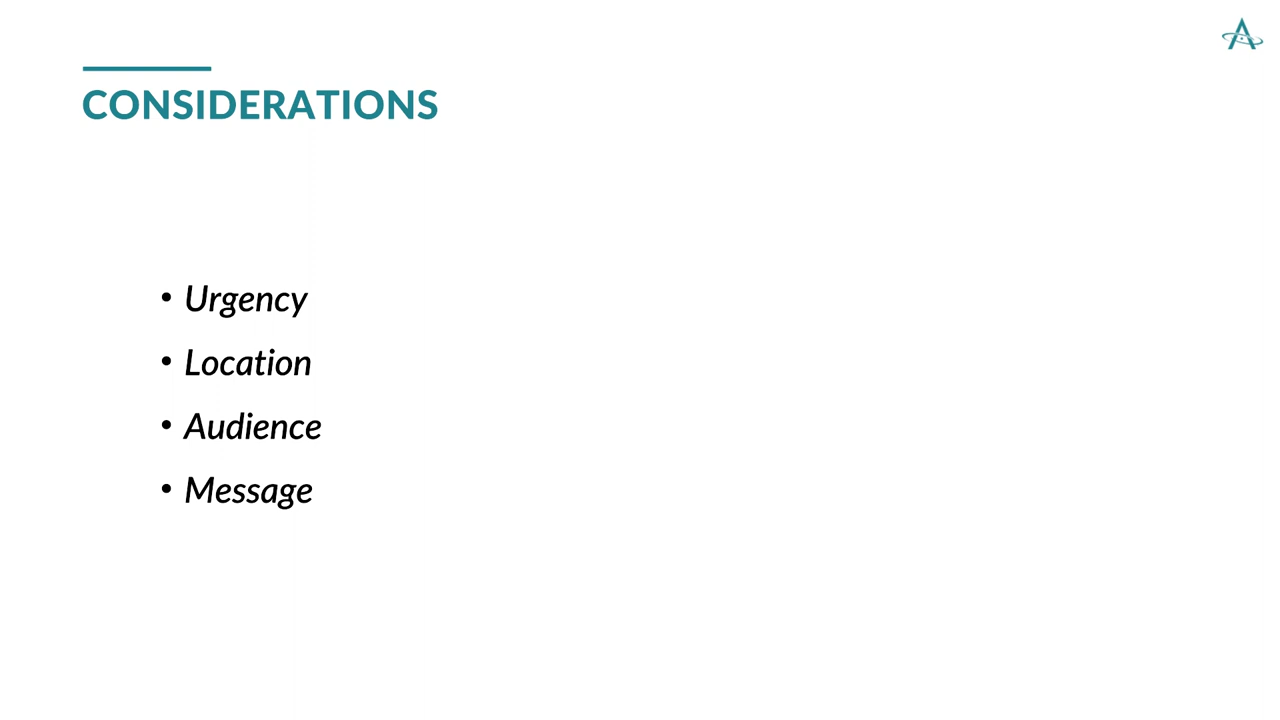 CONSIDERATIONS
• Urgency
• Location
• Audience
• Message